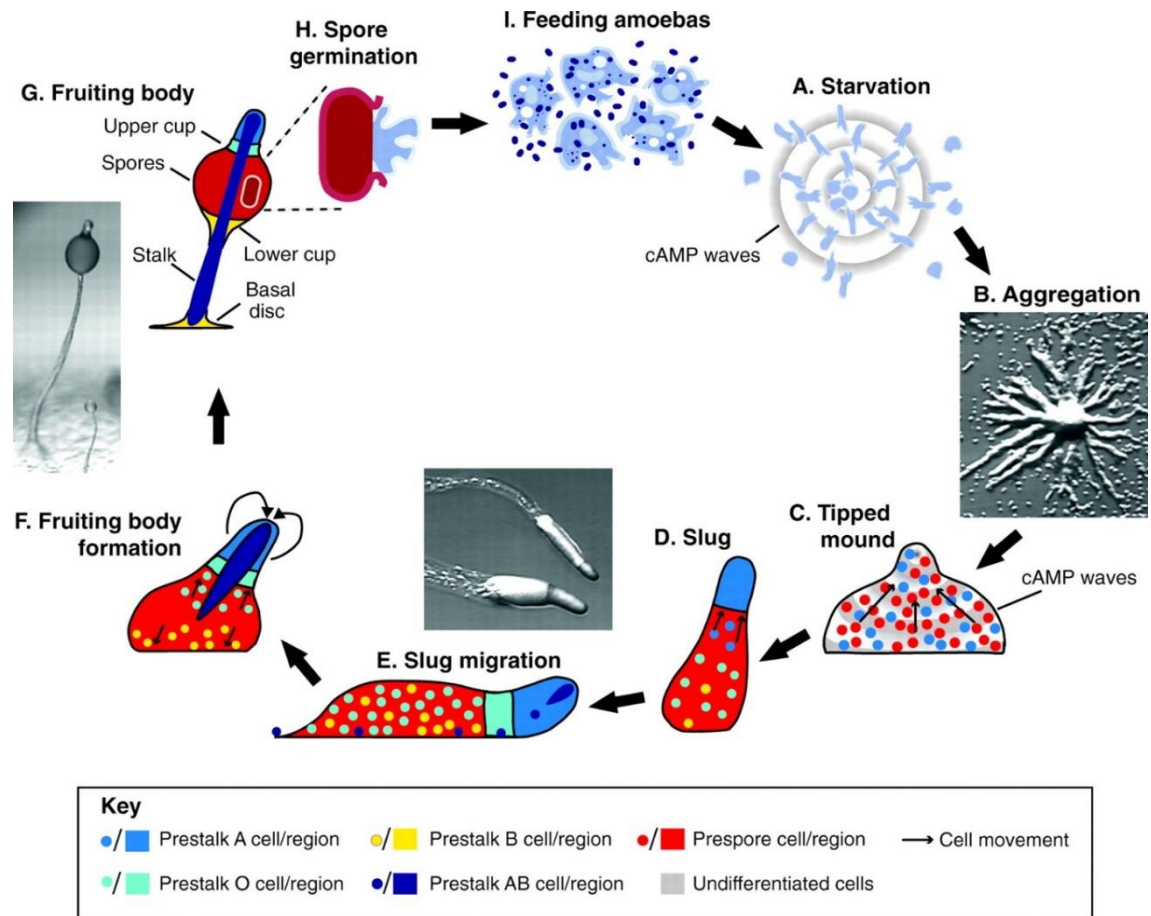 I. Feeding amoebas
H. Spore
germination
G. Fruiting body
Upper cup
Spores
Stalk
Lower cup
Basal
disc
A. Starvation
cAMP waves
B. Aggregation
C. Tipped
mound
cAMP waves
D. Slug
E. Slug migration
F. Fruiting body
formation
Key
Prestalk A cell/region
Prestalk B cell/region
Prespore cell/region
Cell movement
Prestalk O cell/region
Prestalk AB cell/region
Undifferentiated cells